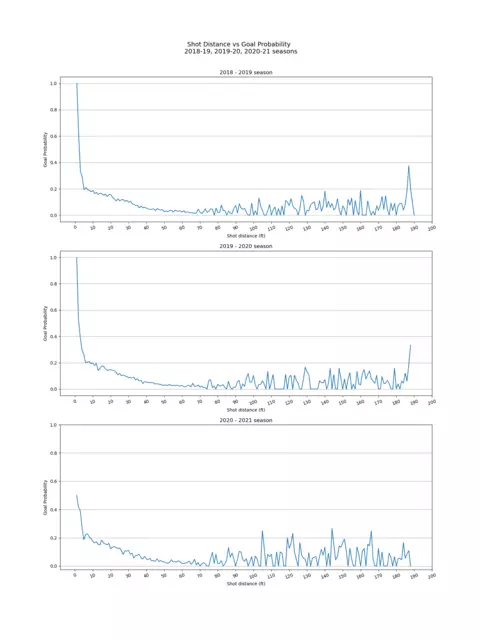 Shot Distance vs Goal Probability
2018-19, 2019-20, 2020-21 seasons
2018 - 2019 season
Goal Probability
1.0
0.8
0.6
0.4
0.2
0.0
0 10 20 30 40 50 60 70 80 90 100 110 120 130 140 150 160 170 180 190 200
Shot distance (ft)
2019 - 2020 season
Goal Probability
1.0
0.8
0.6
0.4
0.2
0.0
0 10 20 30 40 50 60 70 80 90 100 110 120 130 140 150 160 170 180 190 200
Shot distance (ft)
2020 - 2021 season
Goal Probability
1.0
0.8
0.6
0.4
0.2
0.0
0 10 20 30 40 50 60 70 80 90 100 110 120 130 140 150 160 170 180 190 200
Shot distance (ft)